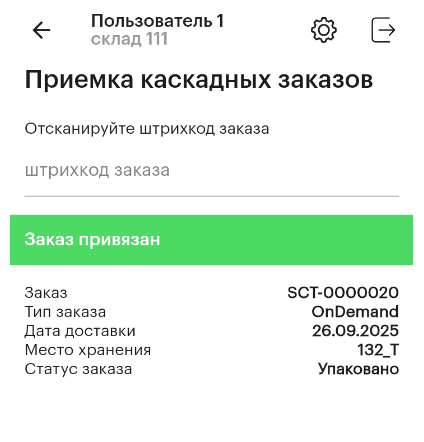 Пользователь 1
склад 111
Приемка каскадных заказов
Отсканируйте штрихкод заказа
штрихкод заказа
Заказ привязан
Заказ SCT-0000020
Тип заказа OnDemand
Дата доставки 26.09.2025
Место хранения 132_T
Статус заказа Упаковано